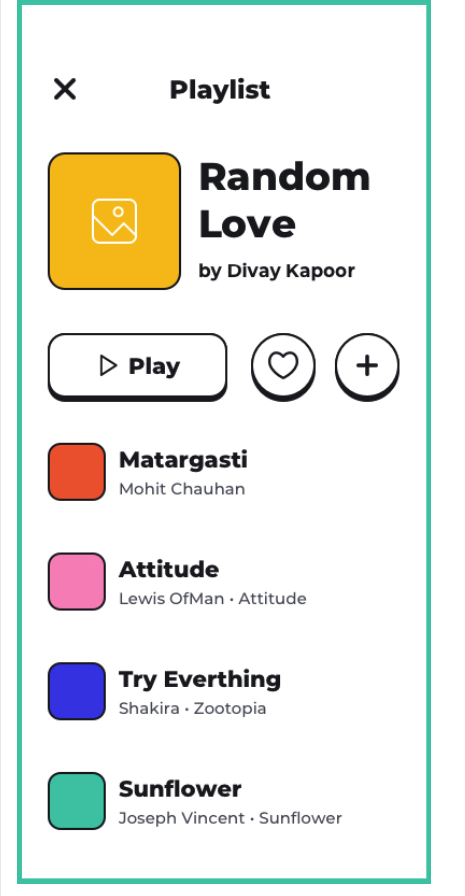 Playlist
Random
Love
by Divay Kapoor
Play
Matargasti
Mohit Chauhan
Attitude
Lewis OfMan • Attitude
Try Everthing
Shakira • Zootopia
Sunflower
Joseph Vincent • Sunflower